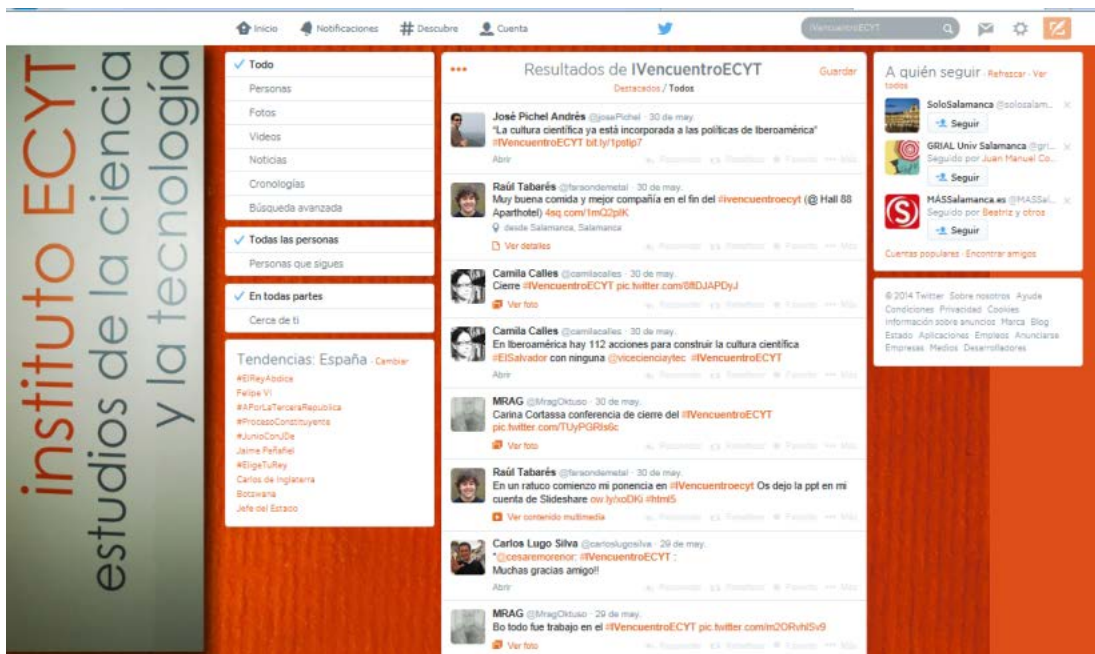 instituto ECYT
estudios de la ciencia
y la tecnología
Inicio
Notificaciones
# Descubre
Cuenta
IVencuentroECYT
Todo
Personas
Fotos
Vídeos
Noticias
Cronologías
Búsqueda avanzada
Todas las personas
Personas que sigues
En todas partes
Cerca de ti
Tendencias: España · Cambiar
#ElReyAbdica
Felipe VI
#APorLaTerceraRepublica
#ProcesoConstituyente
#JunioConJDe
Jaime Peñafiel
#EligeTuRey
Carlos de Inglaterra
Botswana
Jefe del Estado
Resultados de IVencuentroECYT
Guardar
Destacados / Todos
José Pichel Andrés @josePichel · 30 de may.
"La cultura científica ya está incorporada a las políticas de Iberoamérica"
#IVencuentroECYT
Abrir
Raúl Tabarés @faraondemetal · 30 de may.
Muy buena comida y mejor compañía en el fin del #ivencuentroecyt (@ Hall 88
Aparthotel) 4sq.com/1mQ2plK
desde Salamanca, Salamanca
Ver detalles
Camila Calles @camilacalles · 30 de may.
Cierre #IVencuentroECYT pic.twitter.com/8ftDJAPDyJ
Ver foto
Camila Calles @camilacalles · 30 de may.
En Iberoamérica hay 112 acciones para construir la cultura científica
#ElSalvador con ninguna @vicecienciaytec #IVencuentroECYT
Abrir
MRAG @MragOktuso · 30 de may.
Carina Cortassa conferencia de cierre del #IVencuentroECYT
pic.twitter.com/TUyPGRIs6c
Ver foto
Raúl Tabarés @faraondemetal · 30 de may.
En un ratuco comienzo mi ponencia en #IVencuentroecyt Os dejo la ppt en mi
cuenta de Slideshare ow.ly/xoDKi #html5
Ver contenido multimedia
Carlos Lugo Silva @carloslugosilva · 29 de may.
"@cesaremorenor: #IVencuentroECYT :
Muchas gracias amigo!!
Abrir
MRAG @MragOktuso · 29 de may.
Bo todo fue trabajo en el #IVencuentroECYT pic.twitter.com/m2ORvhlSv9
Ver foto
A quién seguir · Refrescar · Ver
todos
SoloSalamanca @solosalam...
Seguir
GRIAL Univ Salamanca @gri...
Seguido por Juan Manuel Co...
Seguir
MÁSSalamanca.es @MASSal...
Seguido por Beatriz y otros
Seguir
Cuentas populares · Encontrar amigos
© 2014 Twitter Sobre nosotros Ayuda
Condiciones Privacidad Cookies
Información sobre anuncios Marca Blog
Estado Aplicaciones Empleos Anunciarse
Empresas Medios Desarrolladores